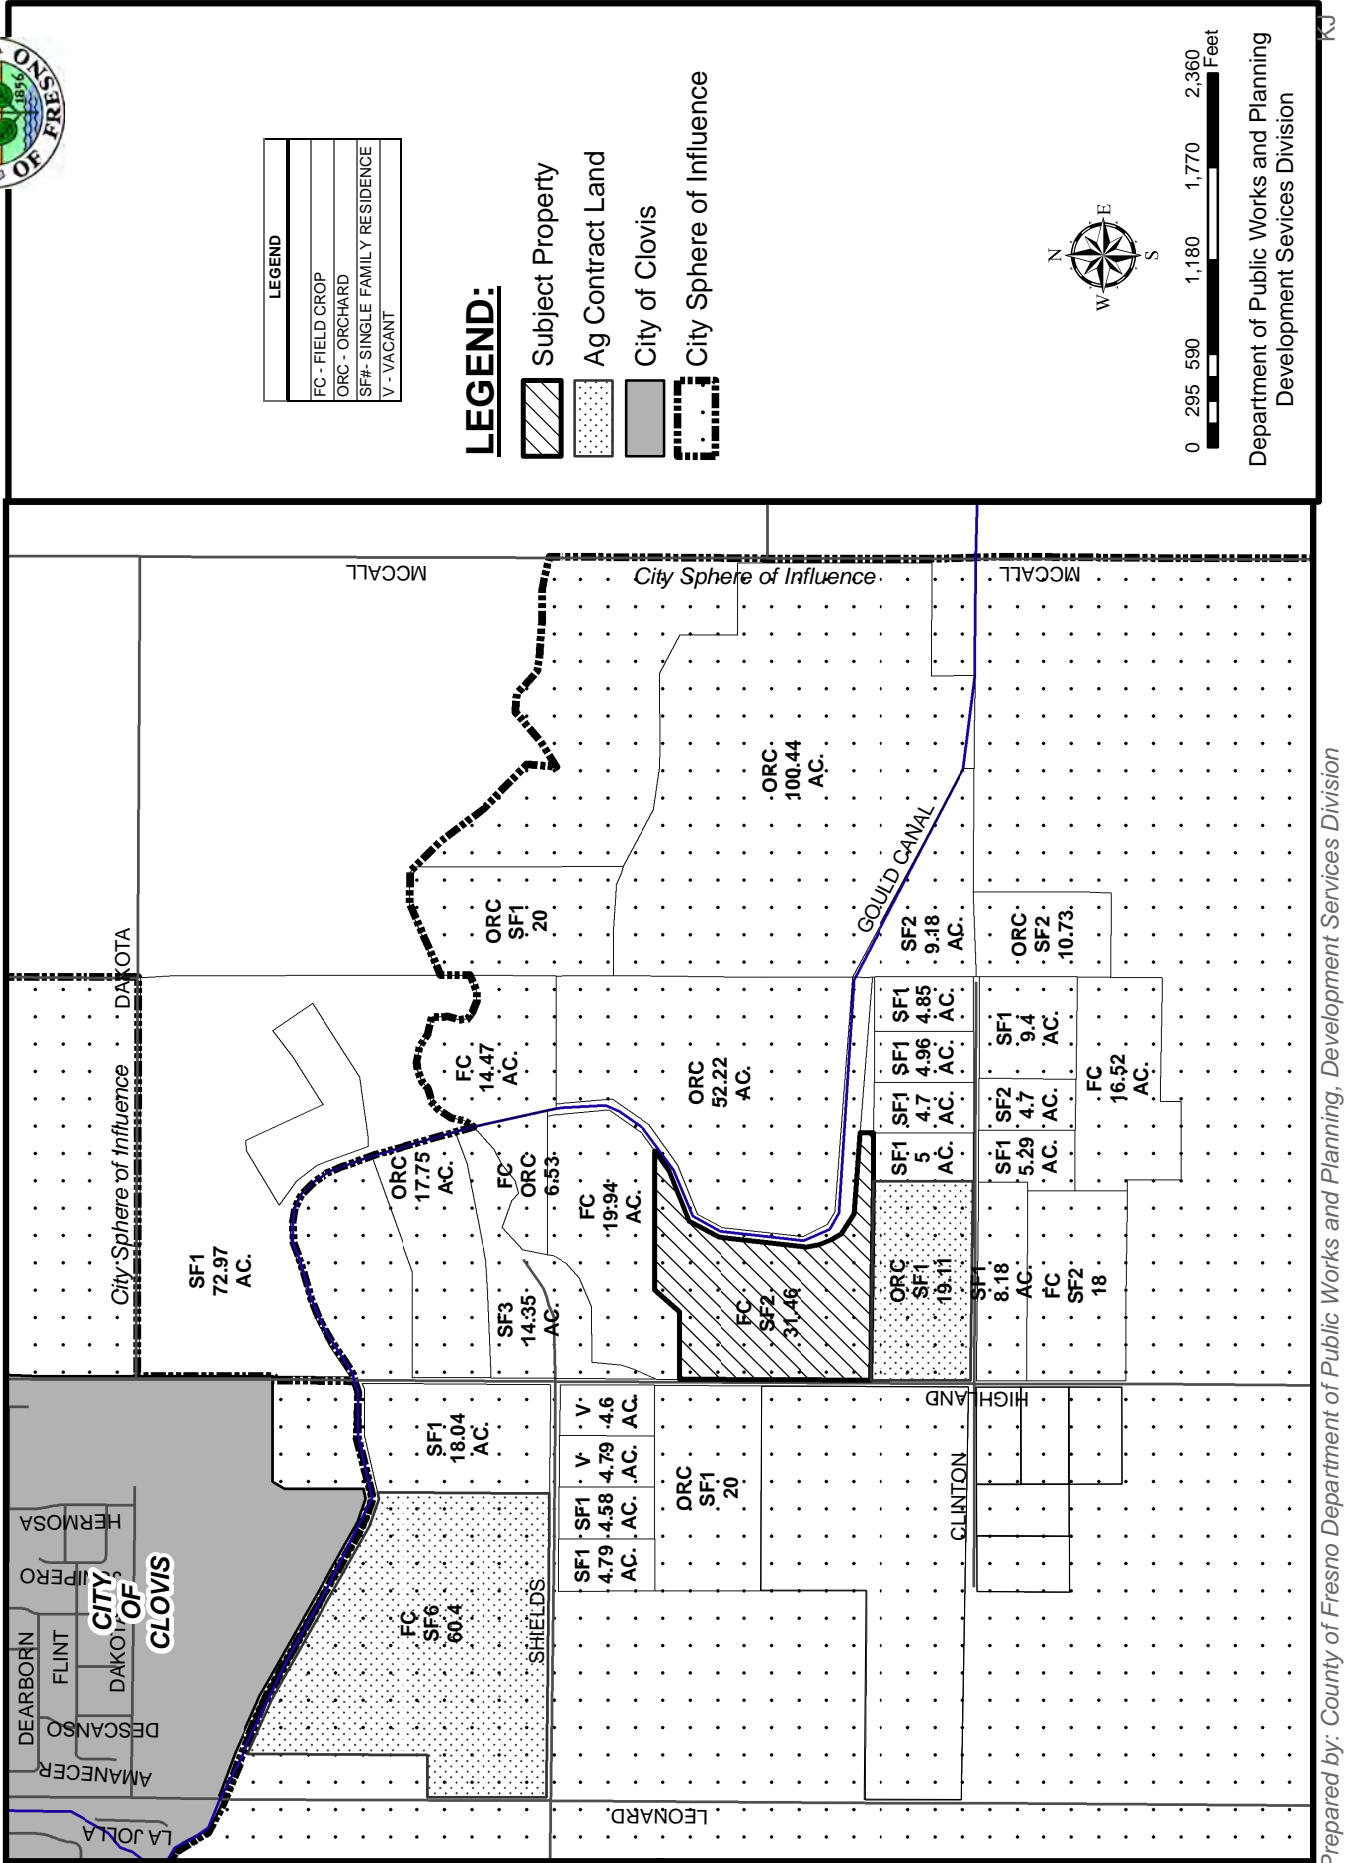 CITY
OF
CLOVIS
DEARBORN
FLINT
DAKOTA
HERMOSA
DESCANSO
AMANECER
LA JOLLA
LEONARD
SHIELDS
CLINTON
HIGHLAND
MCCALL
MCCALL
DAKOTA
City Sphere of Influence
City Sphere of Influence
GOULD CANAL
SF1
72.97
AC.
ORC
17.75
AC.
FC
14.47
AC.
ORC
SF1
20
FC
ORC
6.53
SF3
14.35
AC.
FC
19.94
AC.
ORC
52.22
AC.
ORC
100.44
AC.
SF1
18.04
AC.
FC
SF6
60.4
SF1
4.79
AC.
SF1
4.58
AC.
V
4.79
AC.
V
4.6
AC.
ORC
SF1
20
FC
SF2
31.46
ORC
SF1
19.11
SF1
5
AC.
SF1
4.7
AC.
SF1
4.96
AC.
SF1
4.85
AC.
SF2
9.18
AC.
ORC
SF2
10.73
SF1
8.18
AC.
FC
SF2
18
SF1
5.29
AC.
SF2
4.7
AC.
SF1
9.4
AC.
FC
16.52
AC.
OF FRESNO
1856
LEGEND
FC - FIELD CROP
ORC - ORCHARD
SF#- SINGLE FAMILY RESIDENCE
V - VACANT
LEGEND:
Subject Property
Ag Contract Land
City of Clovis
City Sphere of Influence
N
W E
S
0 295 590 1,180 1,770 2,360
Feet
Department of Public Works and Planning
Development Sevices Division
Prepared by: County of Fresno Department of Public Works and Planning, Development Services Division
KJ